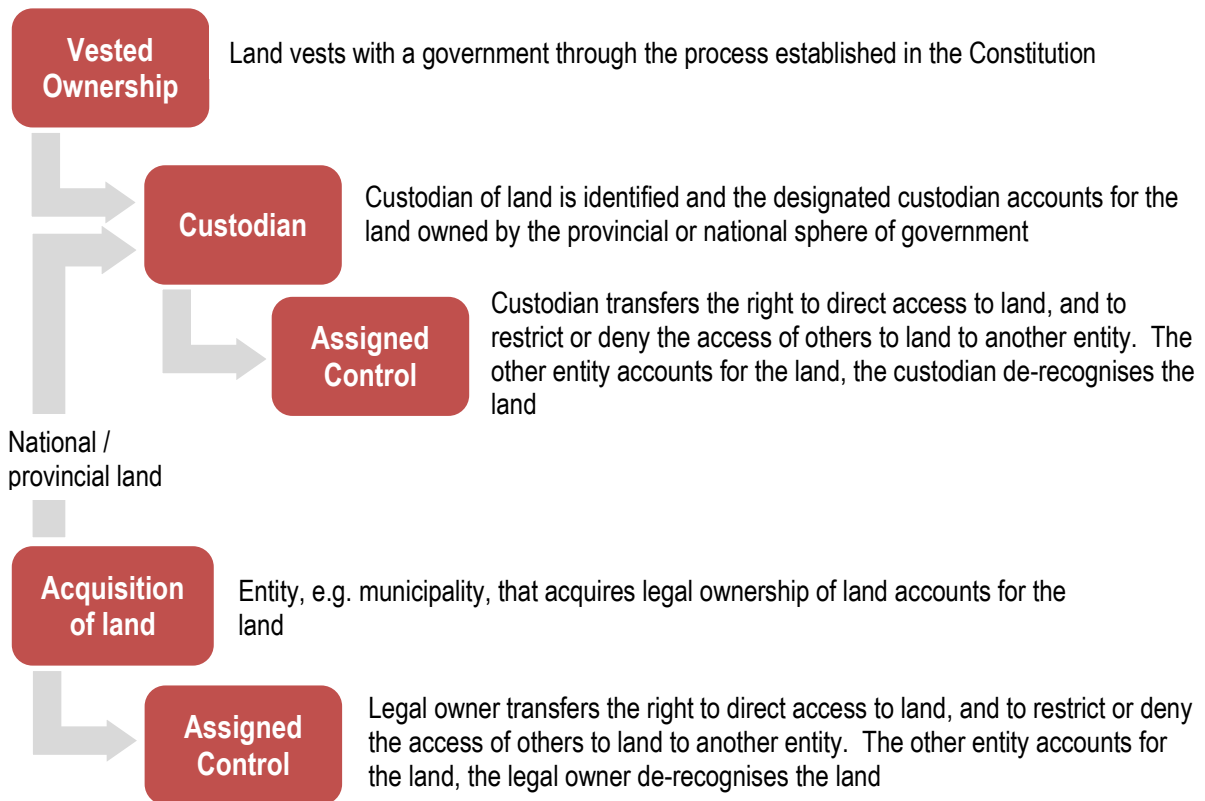 Vested
Ownership
Land vests with a government through the process established in the Constitution
Custodian
Custodian of land is identified and the designated custodian accounts for the
land owned by the provincial or national sphere of government
Assigned
Control
Custodian transfers the right to direct access to land, and to
restrict or deny the access of others to land to another entity.  The
other entity accounts for the land, the custodian de-recognises the
land
National /
provincial land
Acquisition
of land
Entity, e.g. municipality, that acquires legal ownership of land accounts for the
land
Assigned
Control
Legal owner transfers the right to direct access to land, and to restrict or deny
the access of others to land to another entity.  The other entity accounts for
the land, the legal owner de-recognises the land